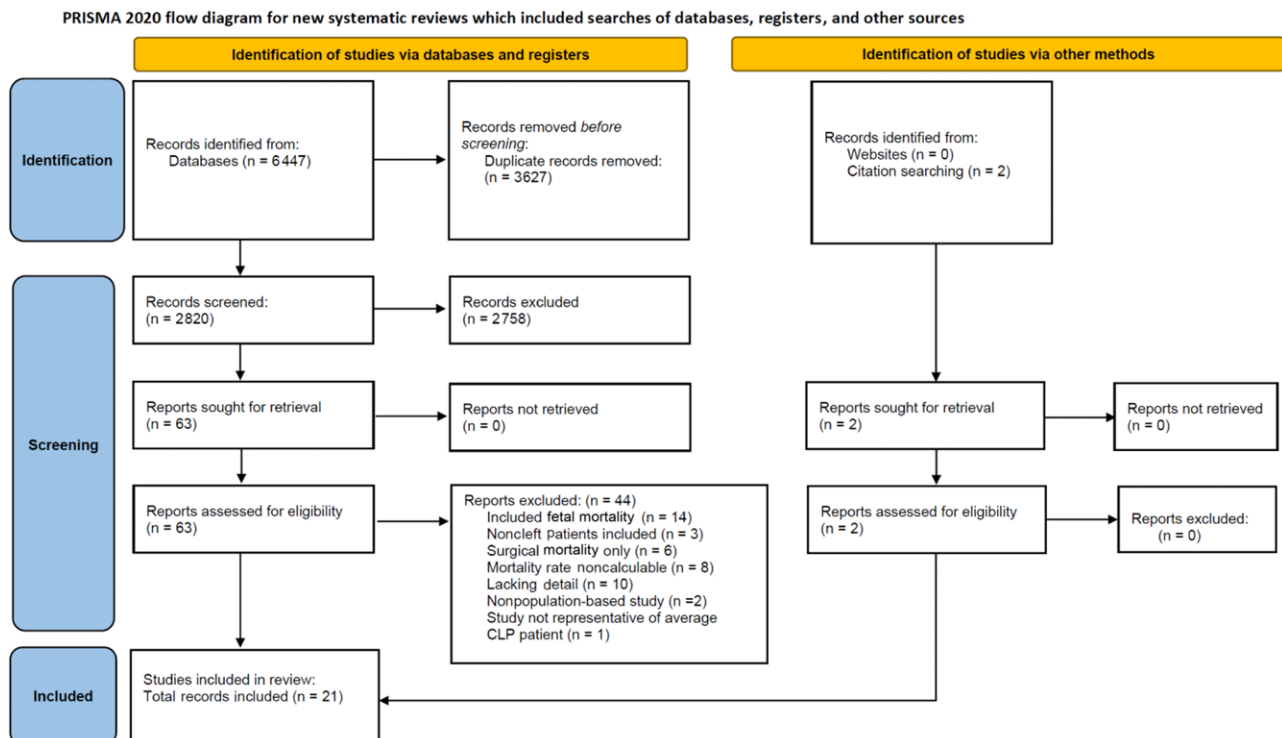 PRISMA 2020 flow diagram for new systematic reviews which included searches of databases, registers, and other sources
Identification of studies via databases and registers
Identification of studies via other methods
Identification
Records identified from:
Databases (n = 6447)
Records removed before
screening:
Duplicate records removed:
(n = 3627)
Records identified from:
Websites (n = 0)
Citation searching (n = 2)
Screening
Records screened:
(n = 2820)
Records excluded
(n = 2758)
Reports sought for retrieval
(n = 63)
Reports not retrieved
(n = 0)
Reports sought for retrieval
(n = 2)
Reports not retrieved
(n = 0)
Reports assessed for eligibility
(n = 63)
Reports excluded: (n = 44)
Included fetal mortality (n = 14)
Noncleft patients included (n = 3)
Surgical mortality only (n = 6)
Mortality rate noncalculable (n = 8)
Lacking detail (n = 10)
Nonpopulation-based study (n =2)
Study not representative of average
CLP patient (n = 1)
Reports assessed for eligibility
(n = 2)
Reports excluded:
(n = 0)
Included
Studies included in review:
Total records included (n = 21)